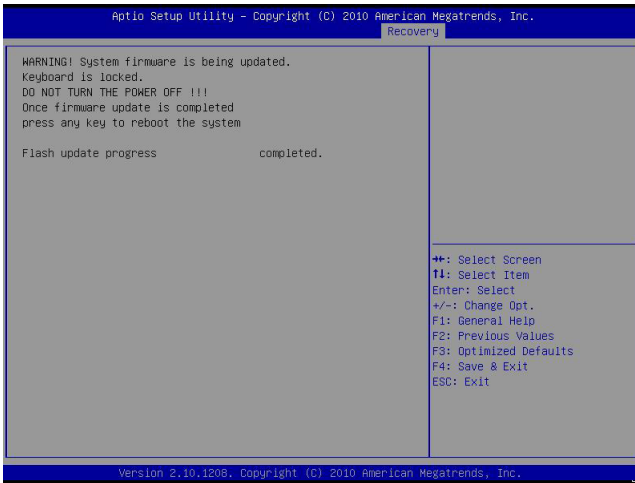 Aptio Setup Utility – Copyright (C) 2010 American Megatrends, Inc.
Recovery
WARNING! System firmware is being updated.
Keyboard is locked.
DO NOT TURN THE POWER OFF !!!
Once firmware update is completed
press any key to reboot the system
Flash update progress completed.
→←: Select Screen
↑↓: Select Item
Enter: Select
+/-: Change Opt.
F1: General Help
F2: Previous Values
F3: Optimized Defaults
F4: Save & Exit
ESC: Exit
Version 2.10.1208. Copyright (C) 2010 American Megatrends, Inc.